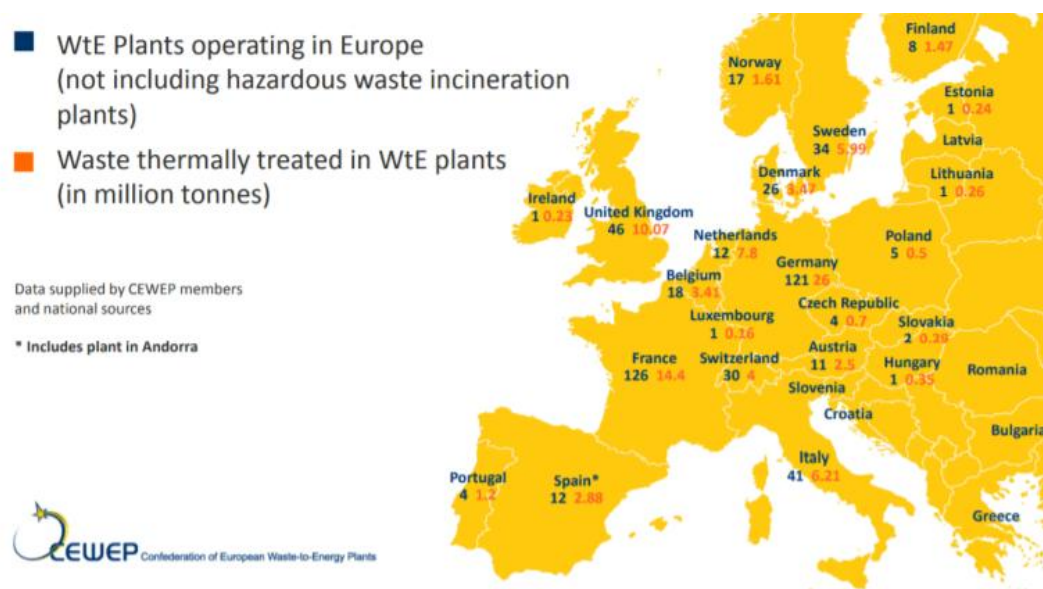 WtE Plants operating in Europe
(not including hazardous waste incineration
plants)
Waste thermally treated in WtE plants
(in million tonnes)
Data supplied by CEWEP members
and national sources
* Includes plant in Andorra
CEWEP Confederation of European Waste-to-Energy Plants
Finland
8 1.47
Norway
17 1.61
Estonia
1 0.24
Sweden
34 5.99
Latvia
Denmark
26 3.47
Lithuania
1 0.26
Ireland
1 0.23
United Kingdom
46 10.07
Netherlands
12 7.8
Poland
5 0.5
Germany
121 26
Belgium
18 3.41
Czech Republic
4 0.7
Luxembourg
1 0.16
Slovakia
2 0.29
France
126 14.4
Switzerland
30 4
Austria
11 2.5
Hungary
1 0.35
Romania
Slovenia
Croatia
Bulgaria
Italy
41 6.21
Portugal
4 1.2
Spain*
12 2.88
Greece